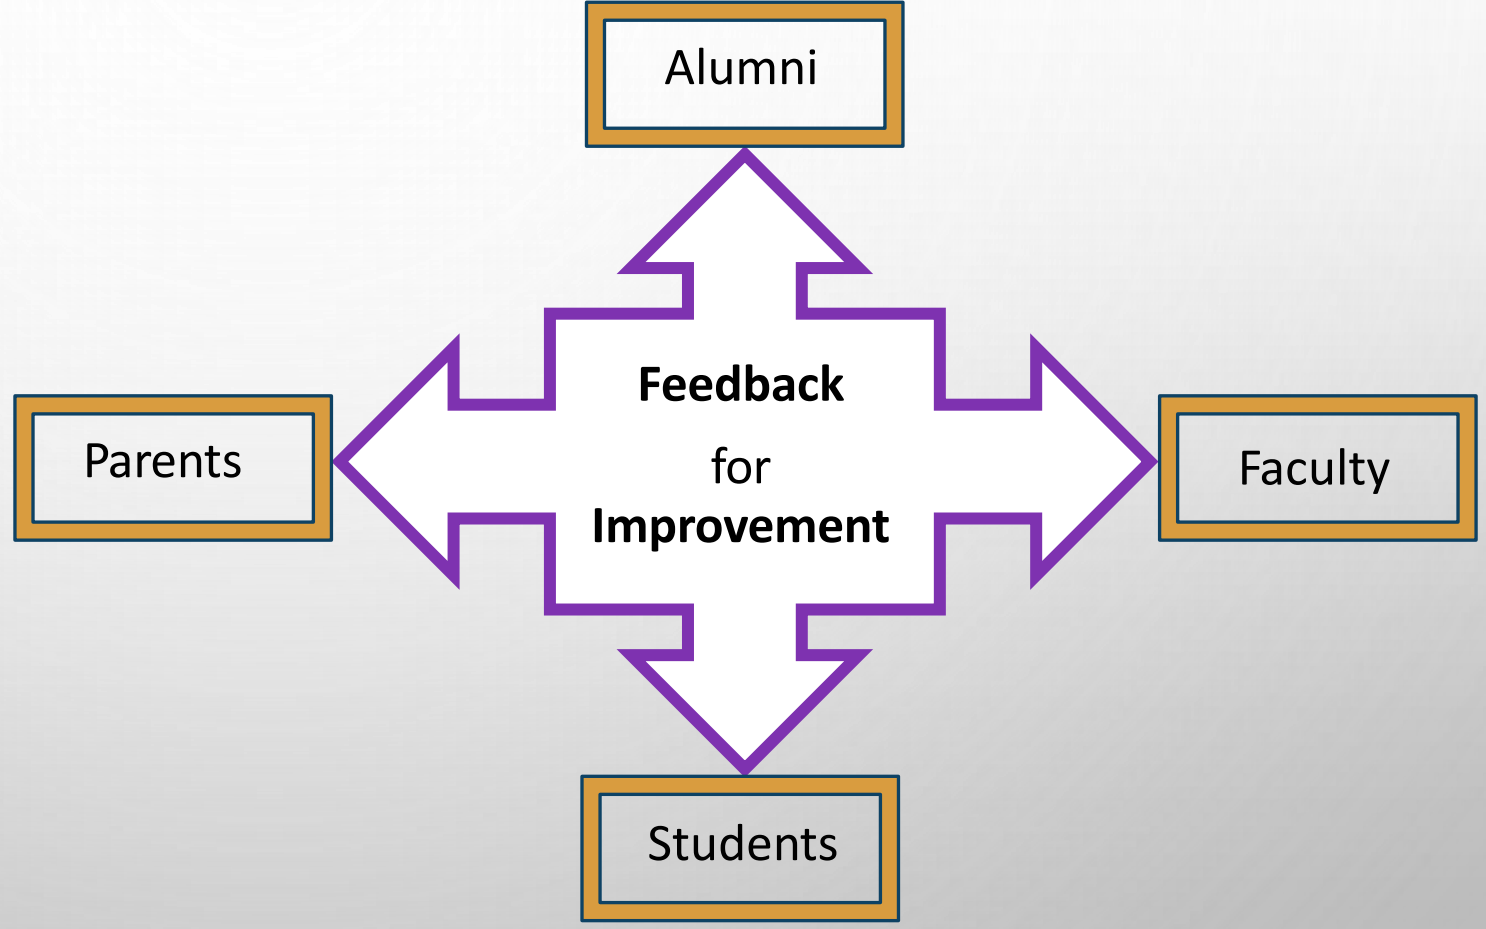 Alumni
Feedback
for
Improvement
Parents
Faculty
Students